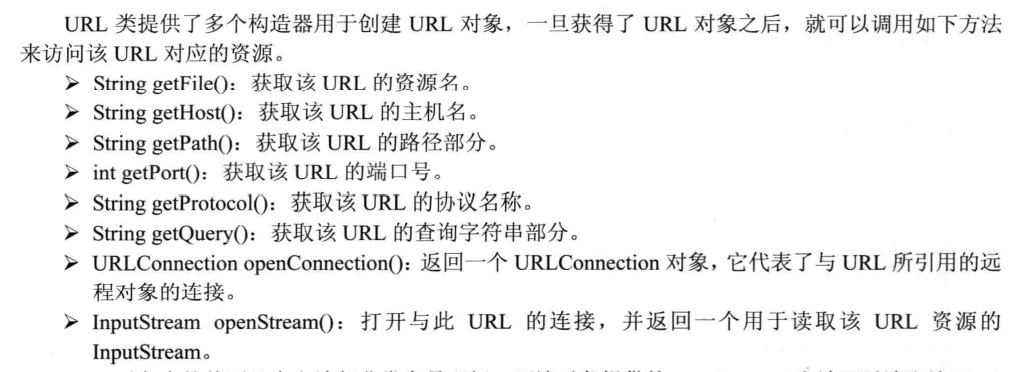 URL 类提供了多个构造器用于创建 URL 对象，一旦获得了 URL 对象之后，就可以调用如下方法
来访问该 URL 对应的资源。
➢ String getFile()：获取该 URL 的资源名。
➢ String getHost()：获取该 URL 的主机名。
➢ String getPath()：获取该 URL 的路径部分。
➢ int getPort()：获取该 URL 的端口号。
➢ String getProtocol()：获取该 URL 的协议名称。
➢ String getQuery()：获取该 URL 的查询字符串部分。
➢ URLConnection openConnection()：返回一个 URLConnection 对象，它代表了与 URL 所引用的远
程对象的连接。
➢ InputStream openStream()：打开与此 URL 的连接，并返回一个用于读取该 URL 资源的
InputStream。